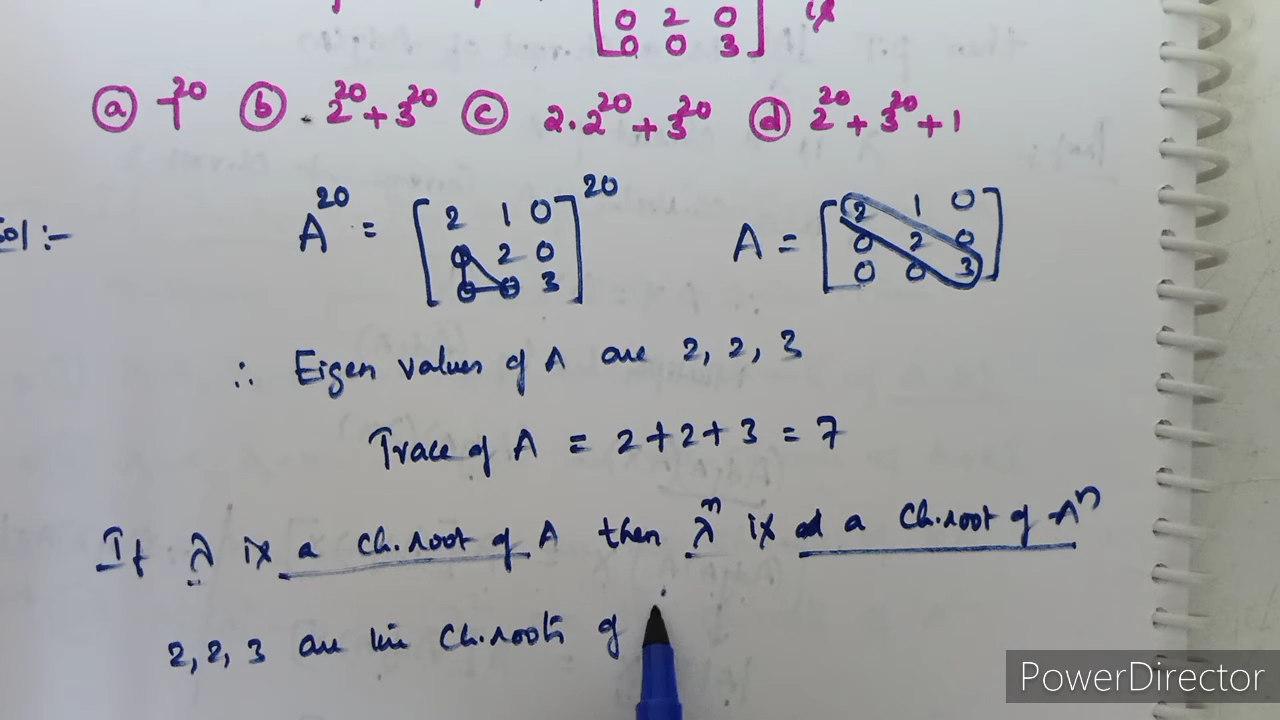 0 2 0
0 0 3 is
ⓐ 7^20 ⓑ 2^20 + 3^20 ⓒ 2.2^20 + 3^20 ⓓ 2^20 + 3^20 + 1
Sol:- A^20 = [2 1 0 A = [2 1 0
0 2 0 0 2 0
0 0 3]^20 0 0 3]
∴ Eigen values of A are 2, 2, 3
Trace of A = 2+2+3 = 7
If λ is a ch.root of A then λ^n is a ch.root of A^n
2, 2, 3 are the ch.roots of
PowerDirector